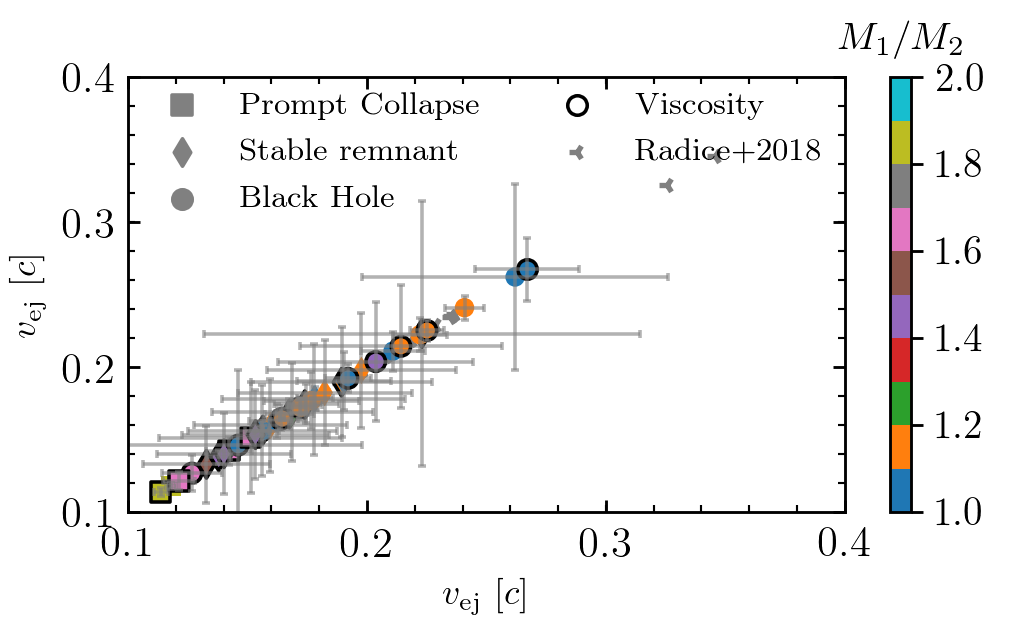 M₁/M₂
0.4
0.3
0.2
0.1
v_ej [c]
Prompt Collapse
Stable remnant
Black Hole
Viscosity
Radice+2018
2.0
1.8
1.6
1.4
1.2
1.0
0.1
0.2
0.3
0.4
v_ej [c]